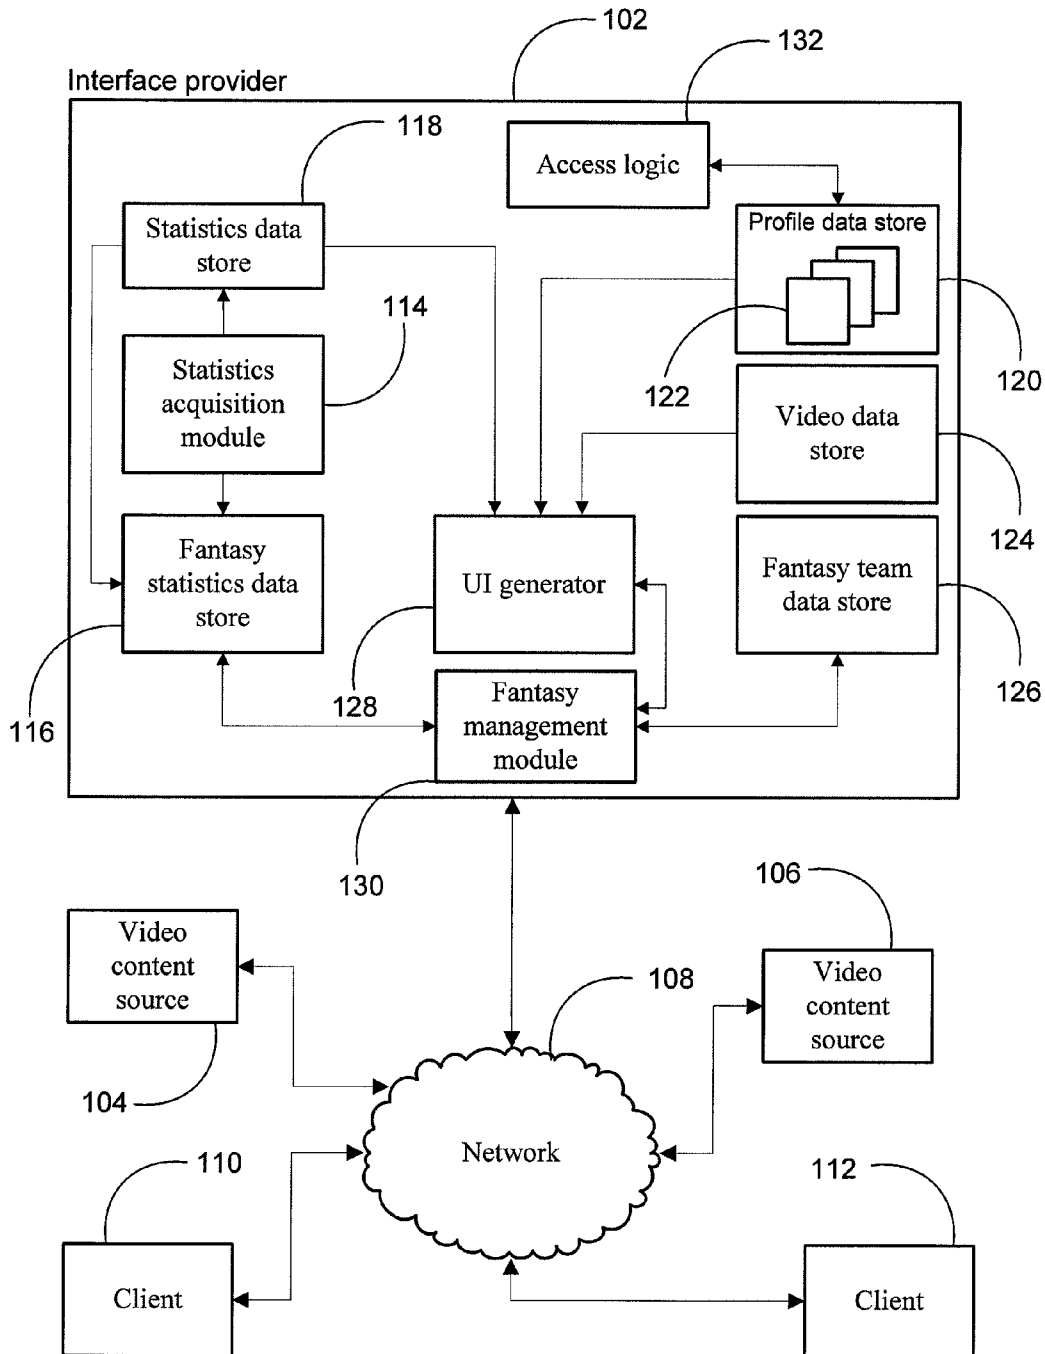 102
132
Interface provider
118
Access logic
Statistics data
store
Profile data store
114
122
120
Statistics
acquisition
module
Video data
store
124
Fantasy
statistics data
store
UI generator
Fantasy team
data store
116
128
126
Fantasy
management
module
130
106
Video
content
source
108
Video
content
source
104
Network
110
112
Client
Client